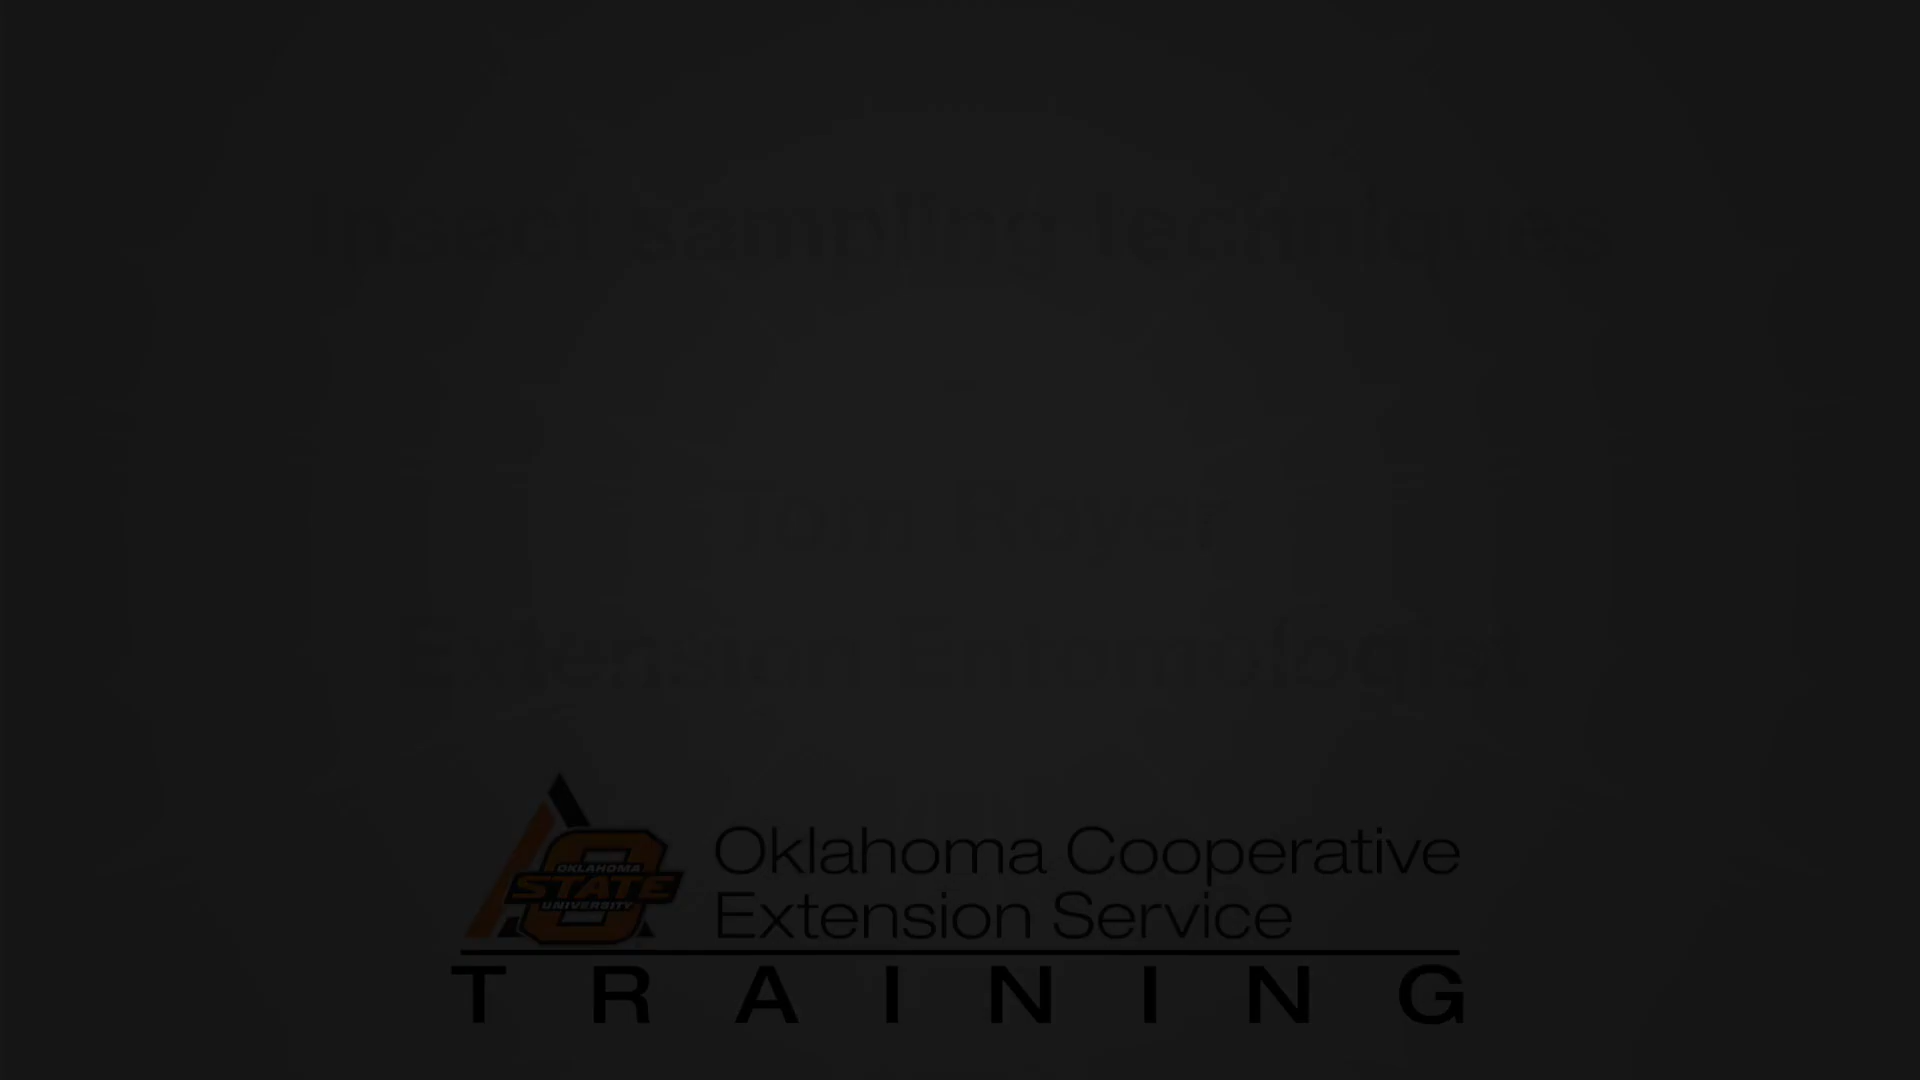 Insect sampling techniques
Tom Royer
Extension Entomologist
OKLAHOMA
STATE
UNIVERSITY
Oklahoma Cooperative
Extension Service
TRAINING